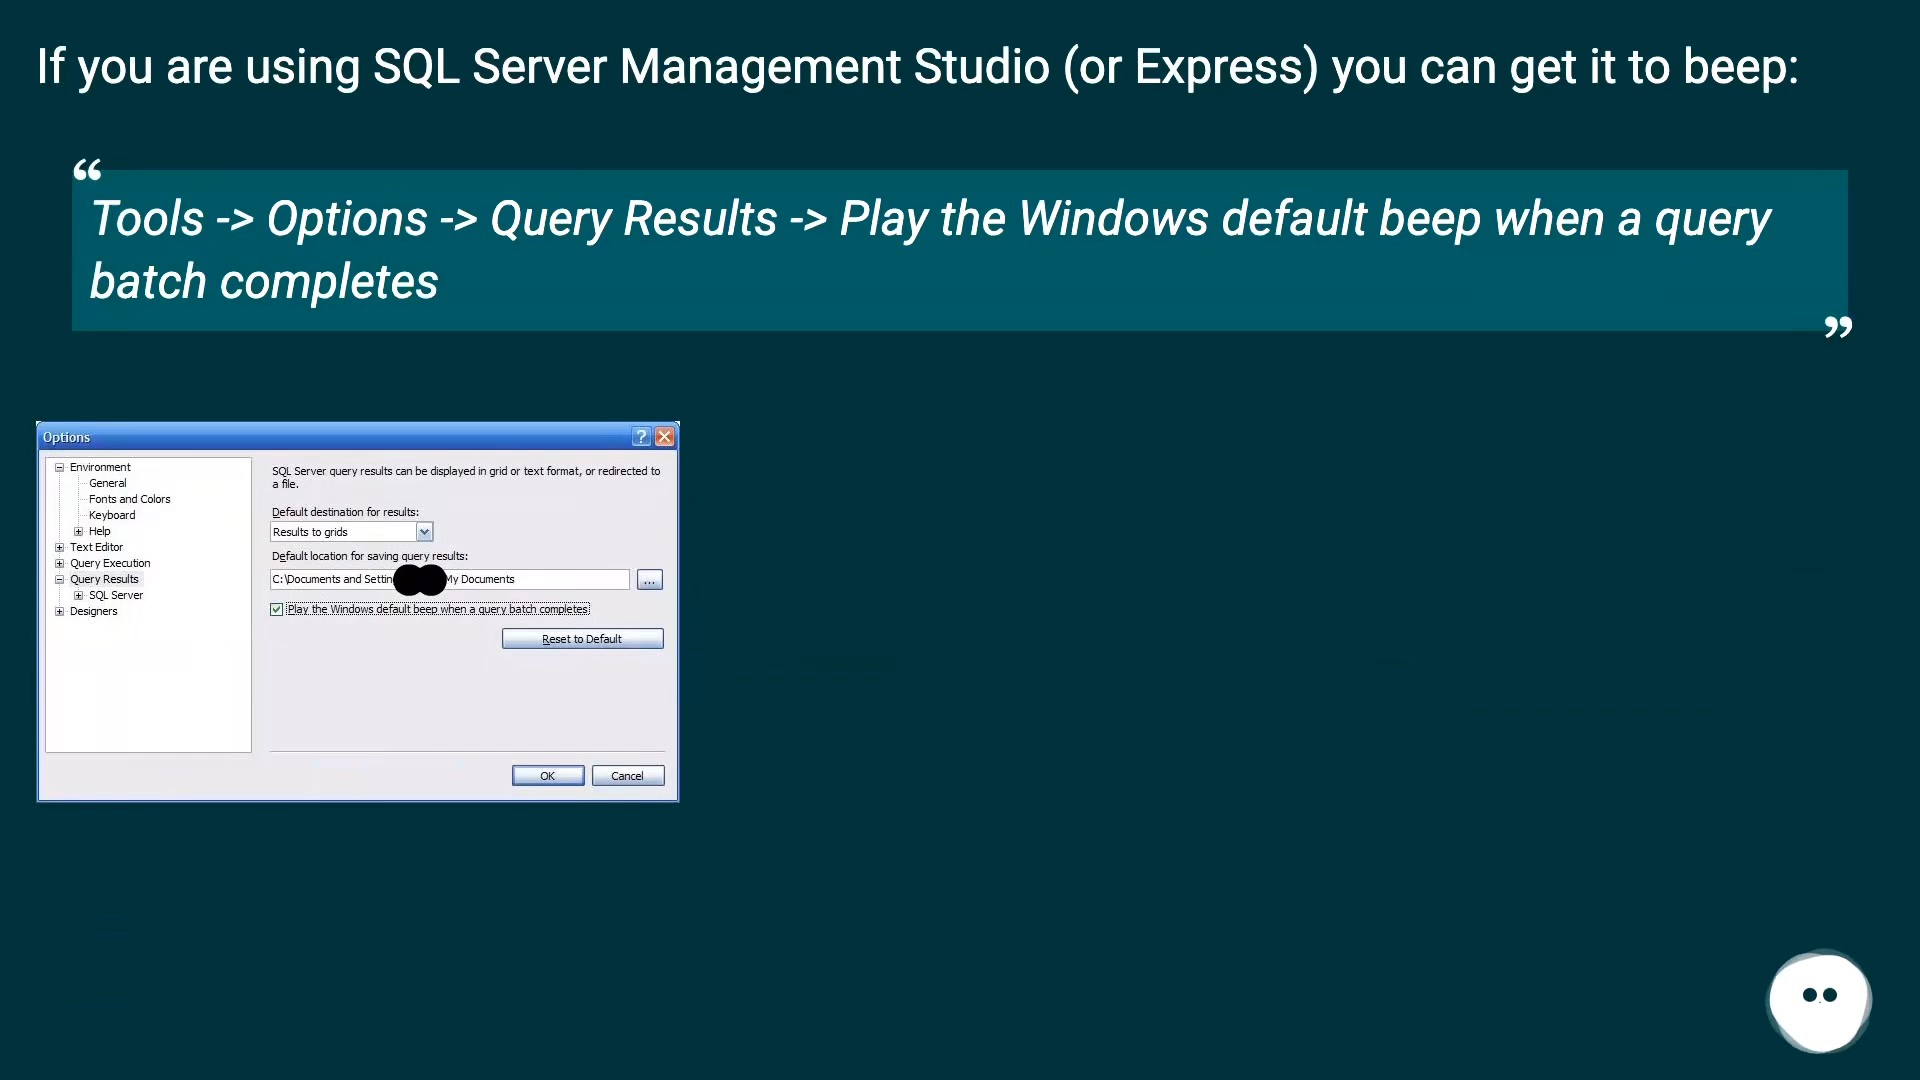 If you are using SQL Server Management Studio (or Express) you can get it to beep:
“
Tools -> Options -> Query Results -> Play the Windows default beep when a query
batch completes
”
Options
?
Environment
General
Fonts and Colors
Keyboard
Help
Text Editor
Query Execution
Query Results
SQL Server
Designers
SQL Server query results can be displayed in grid or text format, or redirected to
a file.
Default destination for results:
Results to grids
Default location for saving query results:
C:\Documents and Settin My Documents
...
Play the Windows default beep when a query batch completes
Reset to Default
OK
Cancel